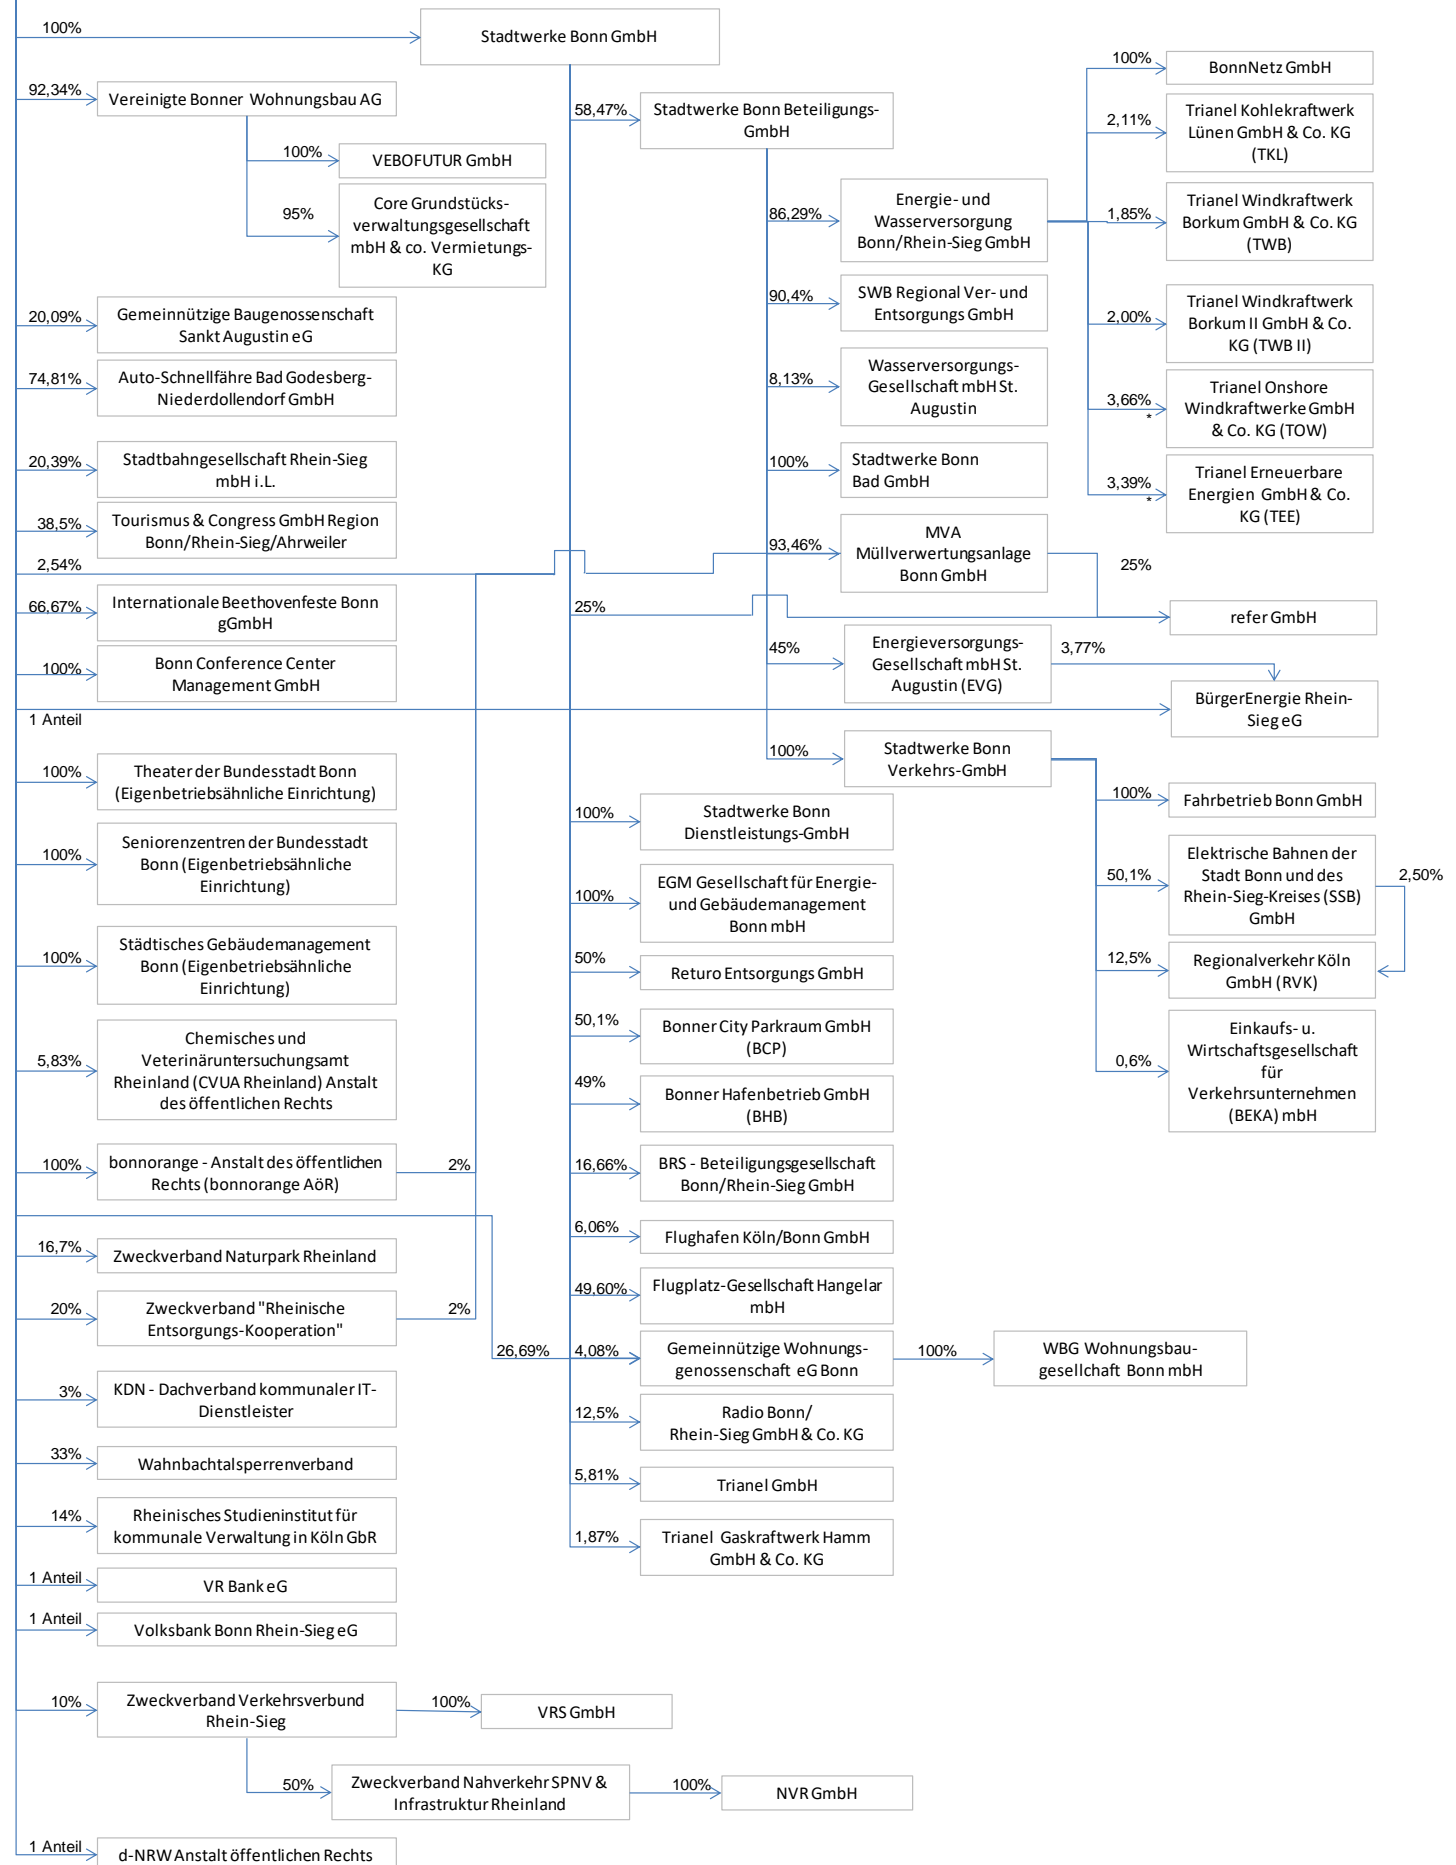 100%
Stadtwerke Bonn GmbH
92,34%
Vereinigte Bonner Wohnungsbau AG
100%
VEBOFUTUR GmbH
95%
Core Grundstücks-
verwaltungsgesellschaft
mbH & co. Vermietungs-
KG
20,09%
Gemeinnützige Baugenossenschaft
Sankt Augustin eG
74,81%
Auto-Schnellfähre Bad Godesberg-
Niederdollendorf GmbH
20,39%
Stadtbahngesellschaft Rhein-Sieg
mbH i.L.
38,5%
Tourismus & Congress GmbH Region
Bonn/Rhein-Sieg/Ahrweiler
2,54%
66,67%
Internationale Beethovenfeste Bonn
gGmbH
100%
Bonn Conference Center
Management GmbH
1 Anteil
100%
Theater der Bundesstadt Bonn
(Eigenbetriebsähnliche Einrichtung)
100%
Seniorenzentren der Bundesstadt
Bonn (Eigenbetriebsähnliche
Einrichtung)
100%
Städtisches Gebäudemanagement
Bonn (Eigenbetriebsähnliche
Einrichtung)
5,83%
Chemisches und
Veterinäruntersuchungsamt
Rheinland (CVUA Rheinland) Anstalt
des öffentlichen Rechts
100%
bonnorange - Anstalt des öffentlichen
Rechts (bonnorange AöR)
2%
16,7%
Zweckverband Naturpark Rheinland
20%
Zweckverband "Rheinische
Entsorgungs-Kooperation"
2%
26,69%
3%
KDN - Dachverband kommunaler IT-
Dienstleister
33%
Wahnbachtalsperrenverband
14%
Rheinisches Studieninstitut für
kommunale Verwaltung in Köln GbR
1 Anteil
VR Bank eG
1 Anteil
Volksbank Bonn Rhein-Sieg eG
10%
Zweckverband Verkehrsverbund
Rhein-Sieg
100%
VRS GmbH
50%
Zweckverband Nahverkehr SPNV &
Infrastruktur Rheinland
100%
NVR GmbH
1 Anteil
d-NRW Anstalt öffentlichen Rechts
58,47%
Stadtwerke Bonn Beteiligungs-
GmbH
86,29%
Energie- und
Wasserversorgung
Bonn/Rhein-Sieg GmbH
90,4%
SWB Regional Ver- und
Entsorgungs GmbH
8,13%
Wasserversorgungs-
Gesellschaft mbH St.
Augustin
100%
Stadtwerke Bonn
Bad GmbH
93,46%
MVA
Müllverwertungsanlage
Bonn GmbH
25%
25%
refer GmbH
45%
Energieversorgungs-
Gesellschaft mbH St.
Augustin (EVG)
3,77%
BürgerEnergie Rhein-
Sieg eG
100%
Stadtwerke Bonn
Verkehrs-GmbH
100%
BonnNetz GmbH
2,11%
Trianel Kohlekraftwerk
Lünen GmbH & Co. KG
(TKL)
1,85%
Trianel Windkraftwerk
Borkum GmbH & Co. KG
(TWB)
2,00%
Trianel Windkraftwerk
Borkum II GmbH & Co.
KG (TWB II)
3,66%
*
Trianel Onshore
Windkraftwerke GmbH
& Co. KG (TOW)
3,39%
*
Trianel Erneuerbare
Energien GmbH & Co.
KG (TEE)
100%
Fahrbetrieb Bonn GmbH
50,1%
Elektrische Bahnen der
Stadt Bonn und des
Rhein-Sieg-Kreises (SSB)
GmbH
2,50%
12,5%
Regionalverkehr Köln
GmbH (RVK)
0,6%
Einkaufs- u.
Wirtschaftsgesellschaft
für
Verkehrsunternehmen
(BEKA) mbH
100%
Stadtwerke Bonn
Dienstleistungs-GmbH
100%
EGM Gesellschaft für Energie-
und Gebäudemanagement
Bonn mbH
50%
Returo Entsorgungs GmbH
50,1%
Bonner City Parkraum GmbH
(BCP)
49%
Bonner Hafenbetrieb GmbH
(BHB)
16,66%
BRS - Beteiligungsgesellschaft
Bonn/Rhein-Sieg GmbH
6,06%
Flughafen Köln/Bonn GmbH
49,60%
Flugplatz-Gesellschaft Hangelar
mbH
4,08%
Gemeinnützige Wohnungs-
genossenschaft eG Bonn
100%
WBG Wohnungsbau-
gesellchaft Bonn mbH
12,5%
Radio Bonn/
Rhein-Sieg GmbH & Co. KG
5,81%
Trianel GmbH
1,87%
Trianel Gaskraftwerk Hamm
GmbH & Co. KG